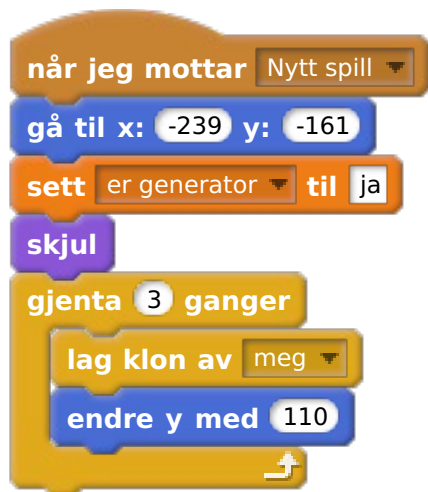 når jeg mottar Nytt spill
gå til x: -239 y: -161
sett er generator til ja
skjul
gjenta 3 ganger
lag klon av meg
endre y med 110